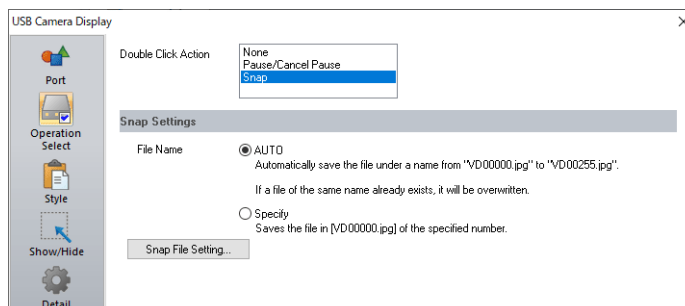 USB Camera Display
Port
Operation
Select
Style
Show/Hide
Detail
Double Click Action
None
Pause/Cancel Pause
Snap
Snap Settings
File Name
AUTO
Automatically save the file under a name from "VD00000.jpg" to "VD00255.jpg".
If a file of the same name already exists, it will be overwritten.
Specify
Saves the file in [VD00000.jpg] of the specified number.
Snap File Setting...